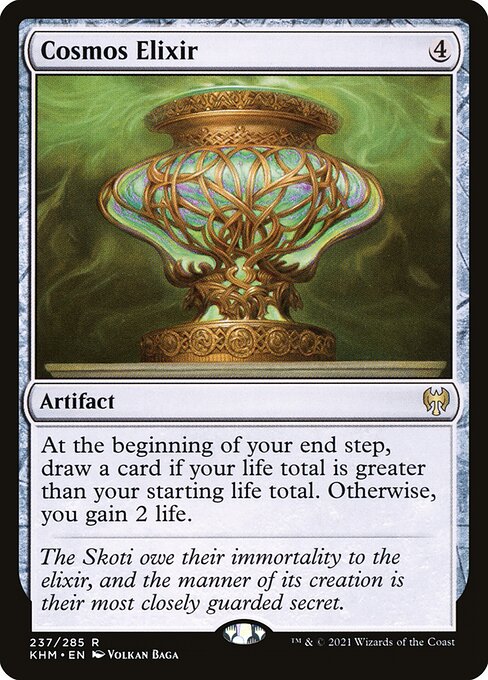 Cosmos Elixir 4
Artifact
At the beginning of your end step,
draw a card if your life total is greater
than your starting life total. Otherwise,
you gain 2 life.
The Skoti owe their immortality to the
elixir, and the manner of its creation is
their most closely guarded secret.
237/285 R
KHM • EN Volkan Baga
™ & © 2021 Wizards of the Coast